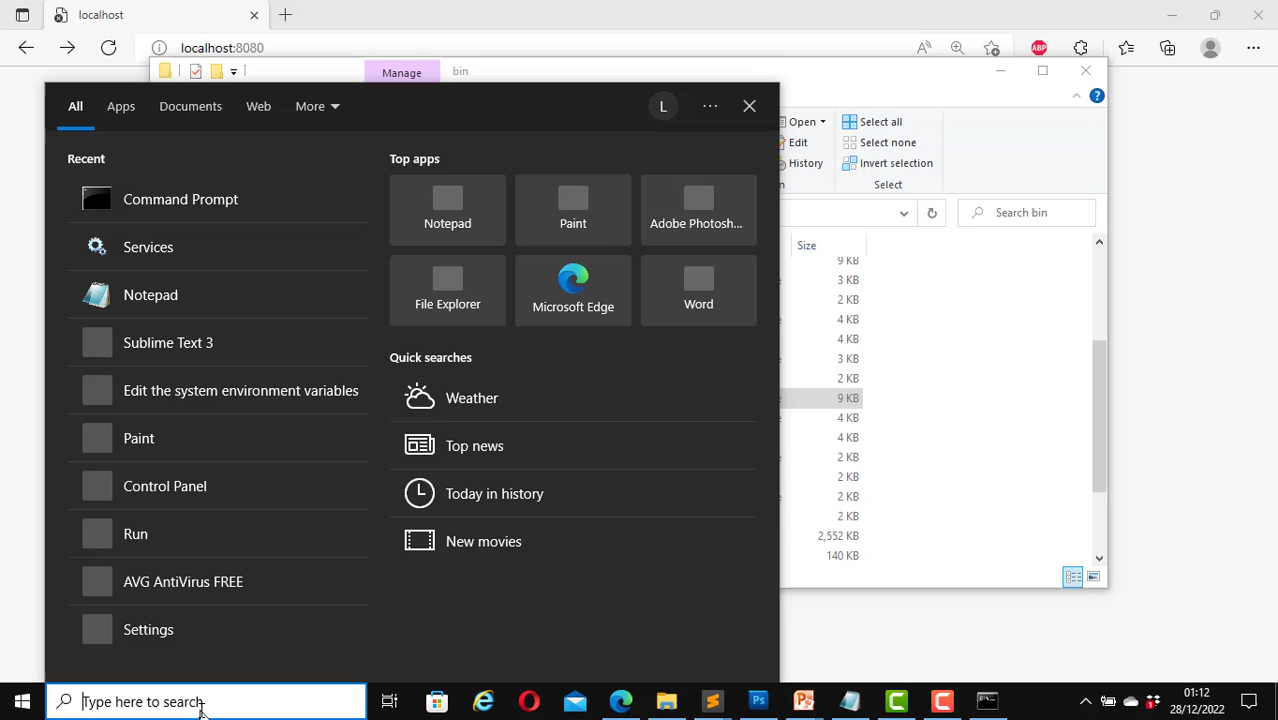 localhost
localhost:8080
ABP
Manage
bin
All
Apps
Documents
Web
More
L
Open
Select all
Edit
Select none
History
Invert selection
Select
Search bin
Recent
Top apps
Command Prompt
Services
Notepad
Sublime Text 3
Edit the system environment variables
Paint
Control Panel
Run
AVG AntiVirus FREE
Settings
Notepad
Paint
Adobe Photosh...
File Explorer
Microsoft Edge
Word
Quick searches
Weather
Top news
Today in history
New movies
Size
9 KB
3 KB
2 KB
4 KB
4 KB
3 KB
2 KB
9 KB
4 KB
4 KB
2 KB
2 KB
2 KB
2 KB
2,552 KB
140 KB
Type here to search
01:12
28/12/2022